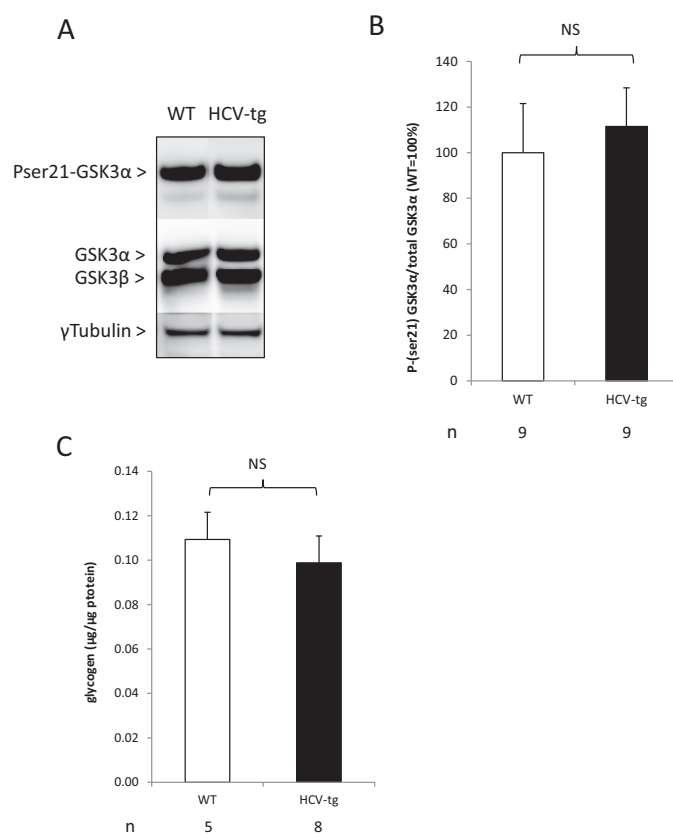 A
WT HCV-tg
Pser21-GSK3α >
GSK3α >
GSK3β >
γTubulin >
B
NS
P-(ser21) GSK3α/total GSK3α (WT=100%)
140
120
100
80
60
40
20
0
WT HCV-tg
n 9 9
C
NS
glycogen (µg/µg ptotein)
0.14
0.12
0.10
0.08
0.06
0.04
0.02
0.00
WT HCV-tg
n 5 8